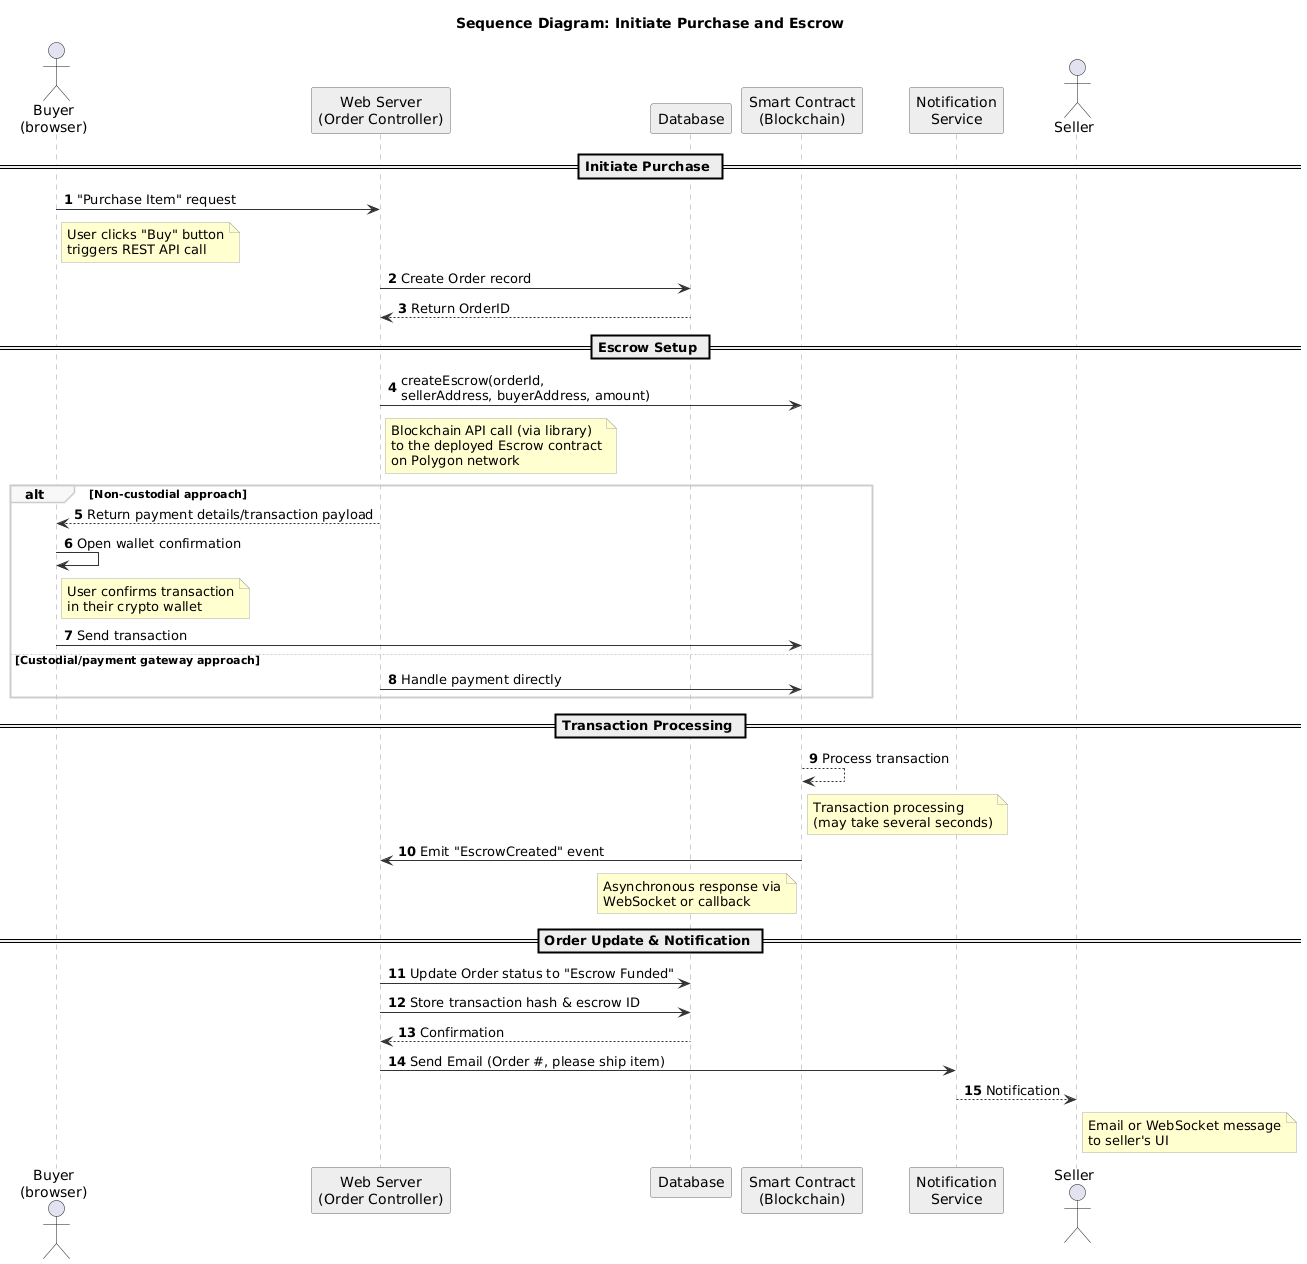 Sequence Diagram: Initiate Purchase and Escrow
Buyer
(browser)
Web Server
(Order Controller)
Database
Smart Contract
(Blockchain)
Notification
Service
Seller
Initiate Purchase
1 "Purchase Item" request
User clicks "Buy" button
triggers REST API call
2 Create Order record
3 Return OrderID
Escrow Setup
4 createEscrow(orderId,
sellerAddress, buyerAddress, amount)
Blockchain API call (via library)
to the deployed Escrow contract
on Polygon network
alt [Non-custodial approach]
5 Return payment details/transaction payload
6 Open wallet confirmation
User confirms transaction
in their crypto wallet
7 Send transaction
[Custodial/payment gateway approach]
8 Handle payment directly
Transaction Processing
9 Process transaction
Transaction processing
(may take several seconds)
10 Emit "EscrowCreated" event
Asynchronous response via
WebSocket or callback
Order Update & Notification
11 Update Order status to "Escrow Funded"
12 Store transaction hash & escrow ID
13 Confirmation
14 Send Email (Order #, please ship item)
15 Notification
Email or WebSocket message
to seller's UI
Buyer
(browser)
Web Server
(Order Controller)
Database
Smart Contract
(Blockchain)
Notification
Service
Seller